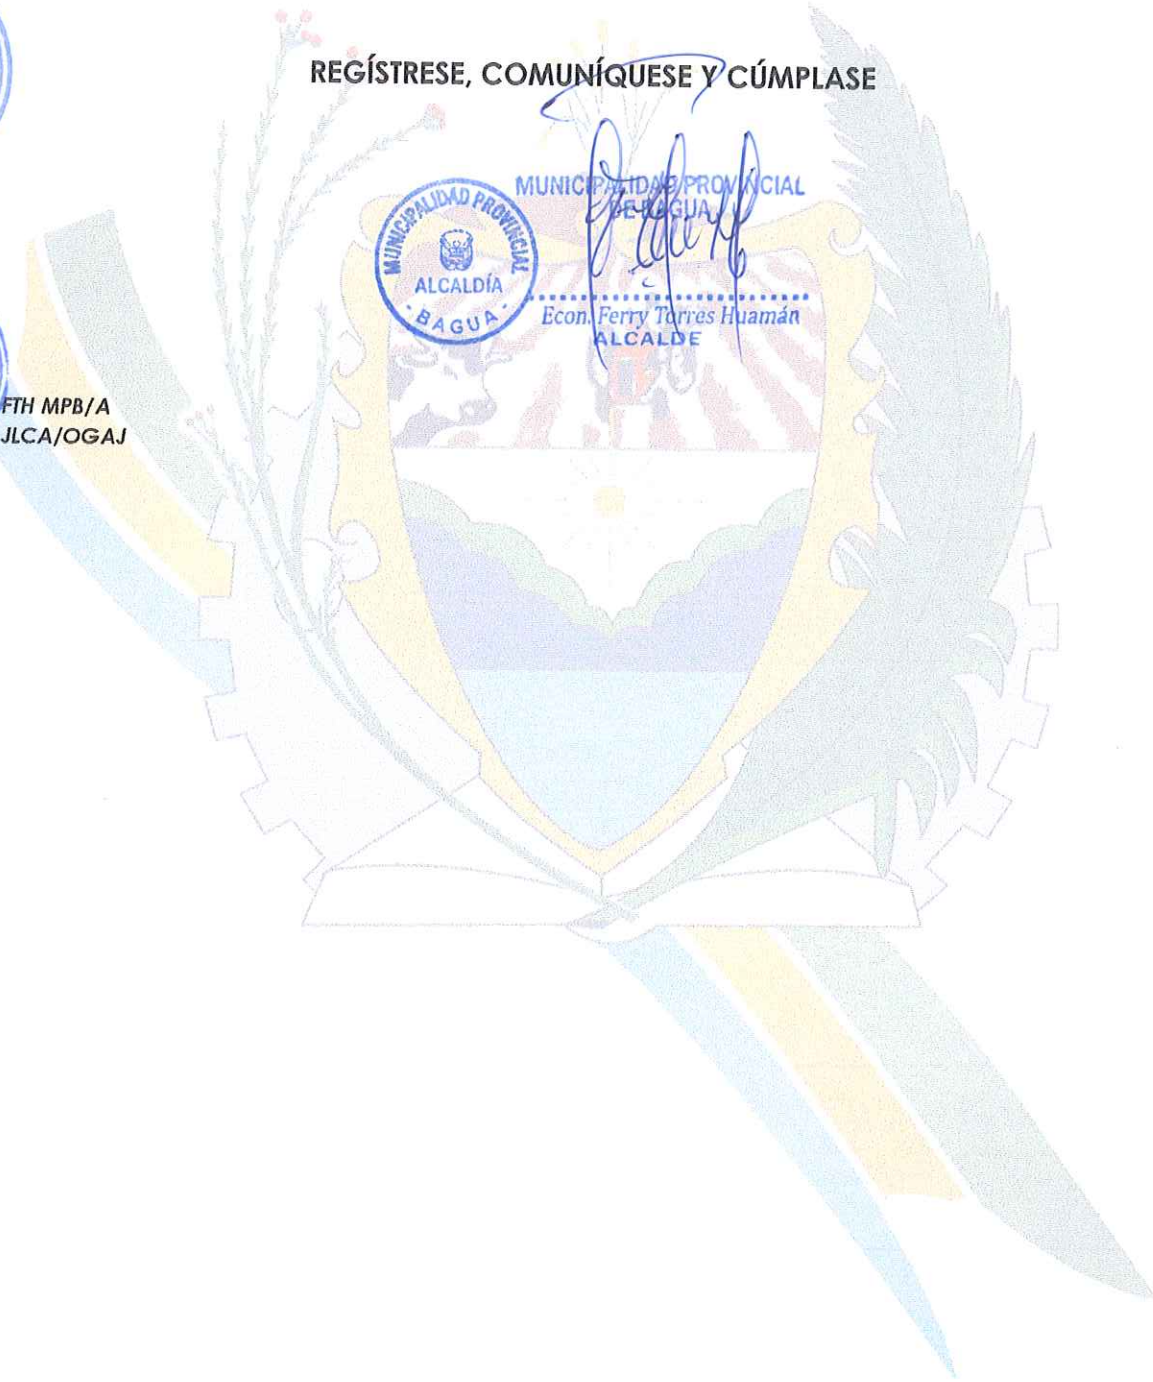 REGÍSTRESE, COMUNÍQUESE Y CÚMPLASE
MUNICIPALIDAD PROVINCIAL
DE BAGUA
MUNICIPALIDAD PROVINCIAL
ALCALDÍA
- BAGUA -
Econ. Ferry Torres Huamán
ALCALDE
FTH MPB/A
JLCA/OGAJ